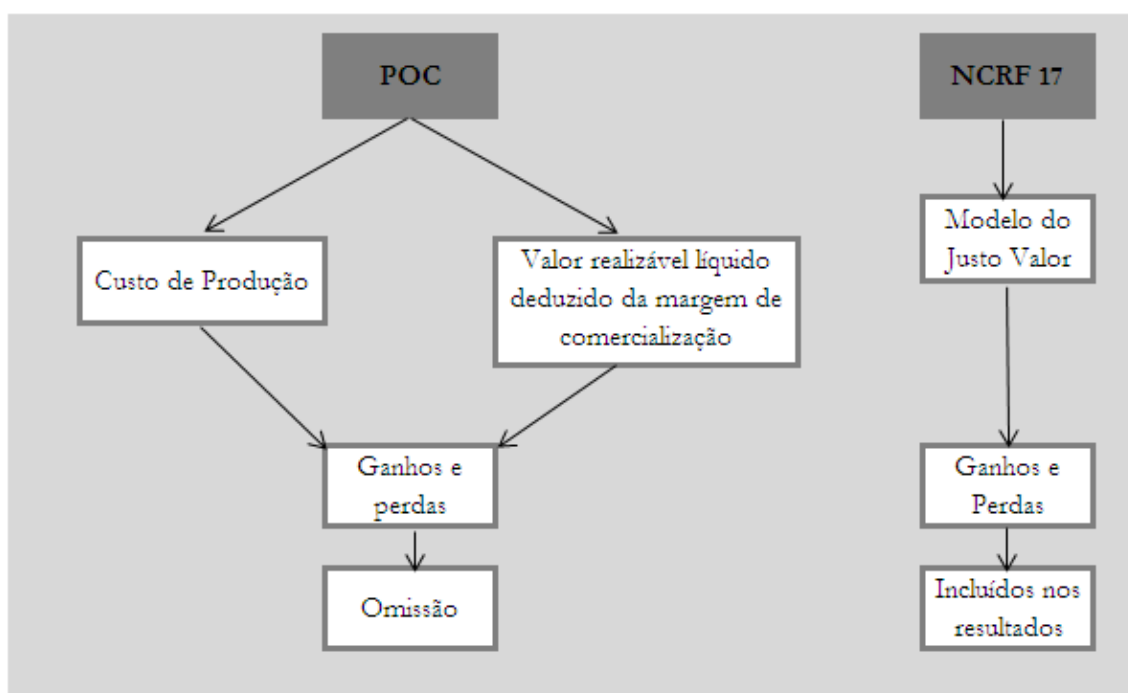 POC
NCRF 17
Custo de Produção
Valor realizável líquido
deduzido da margem de
comercialização
Modelo do
Justo Valor
Ganhos e
perdas
Ganhos e
Perdas
Omissão
Incluídos nos
resultados